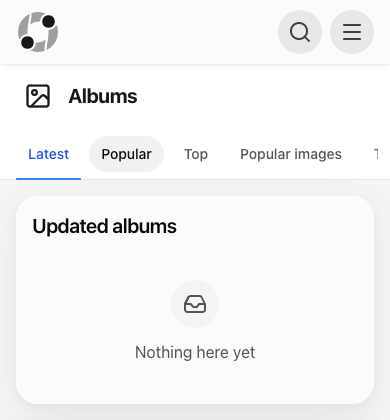 Albums
Latest Popular Top Popular images
Updated albums
Nothing here yet